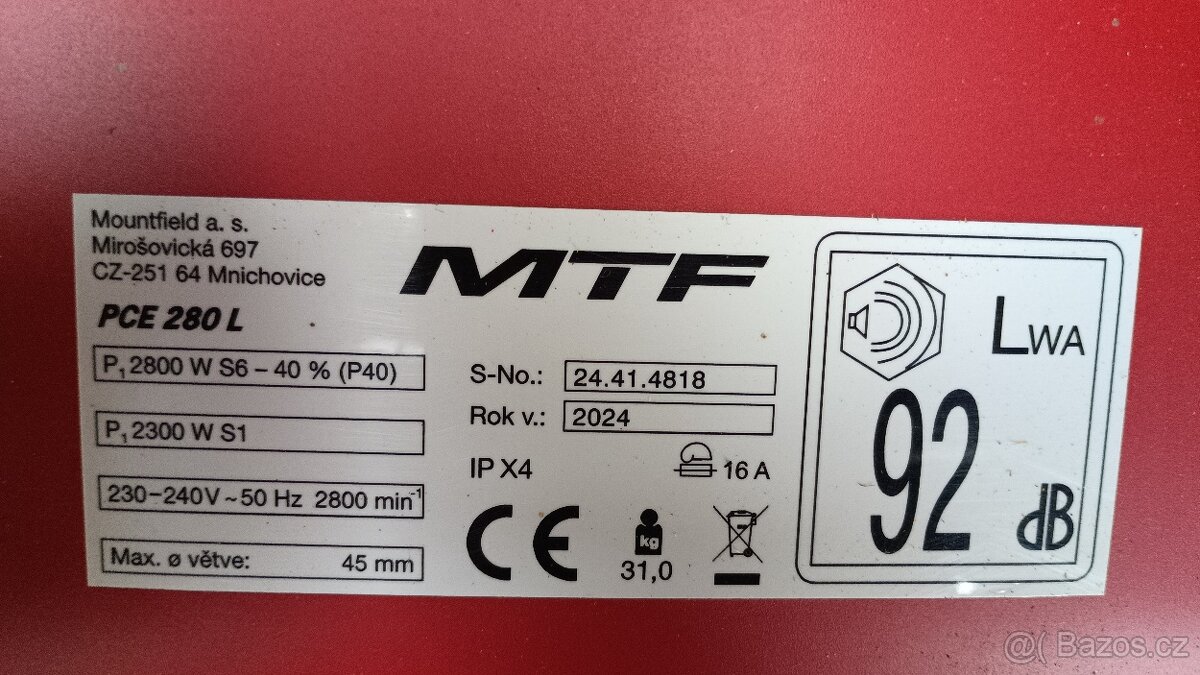 Mountfield a. s.
Mirošovická 697
CZ-251 64 Mnichovice
PCE 280 L
P₁ 2800 W S6 – 40 % (P40)
P₁ 2300 W S1
230–240V ~ 50 Hz 2800 min⁻¹
Max. ø větve: 45 mm
MTF
S-No.: 24.41.4818
Rok v.: 2024
IP X4 16 A
CE kg
31,0
LWA
92 dB
@( Bazos.cz